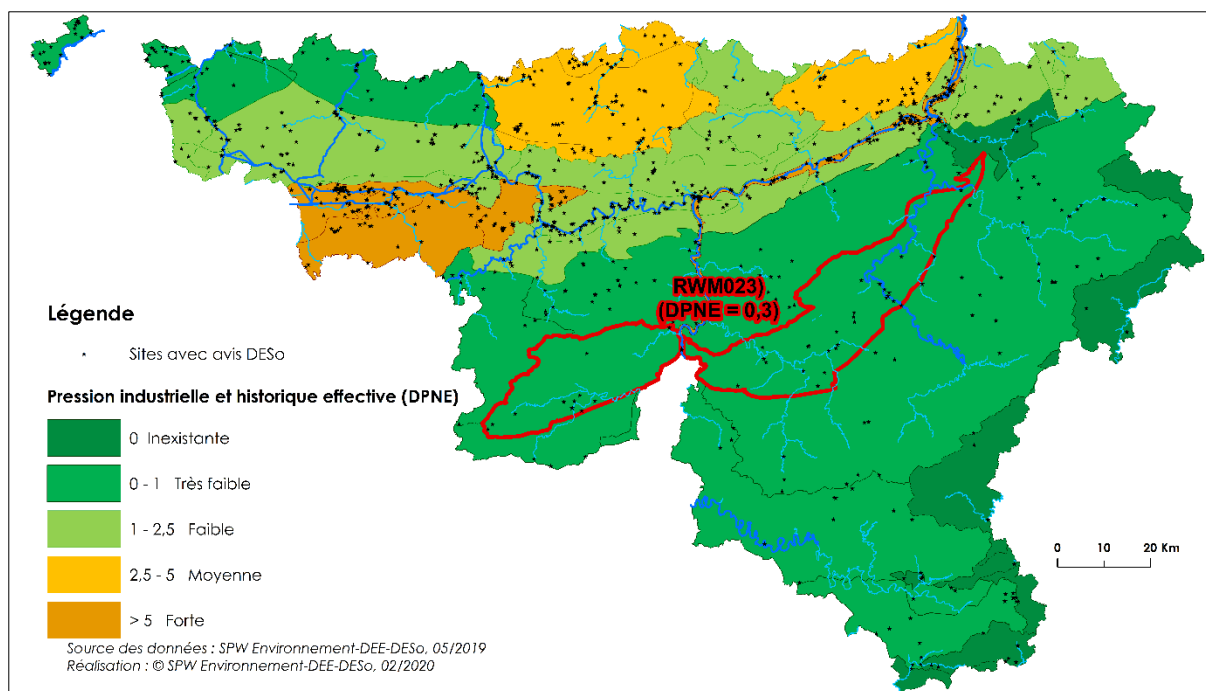 RWM023)
(DPNE = 0,3)
Légende
Sites avec avis DESo
Pression industrielle et historique effective (DPNE)
0 Inexistante
0 - 1 Très faible
1 - 2,5 Faible
2,5 - 5 Moyenne
> 5 Forte
0 10 20 Km
Source des données : SPW Environnement-DEE-DESo, 05/2019
Réalisation : © SPW Environnement-DEE-DESo, 02/2020